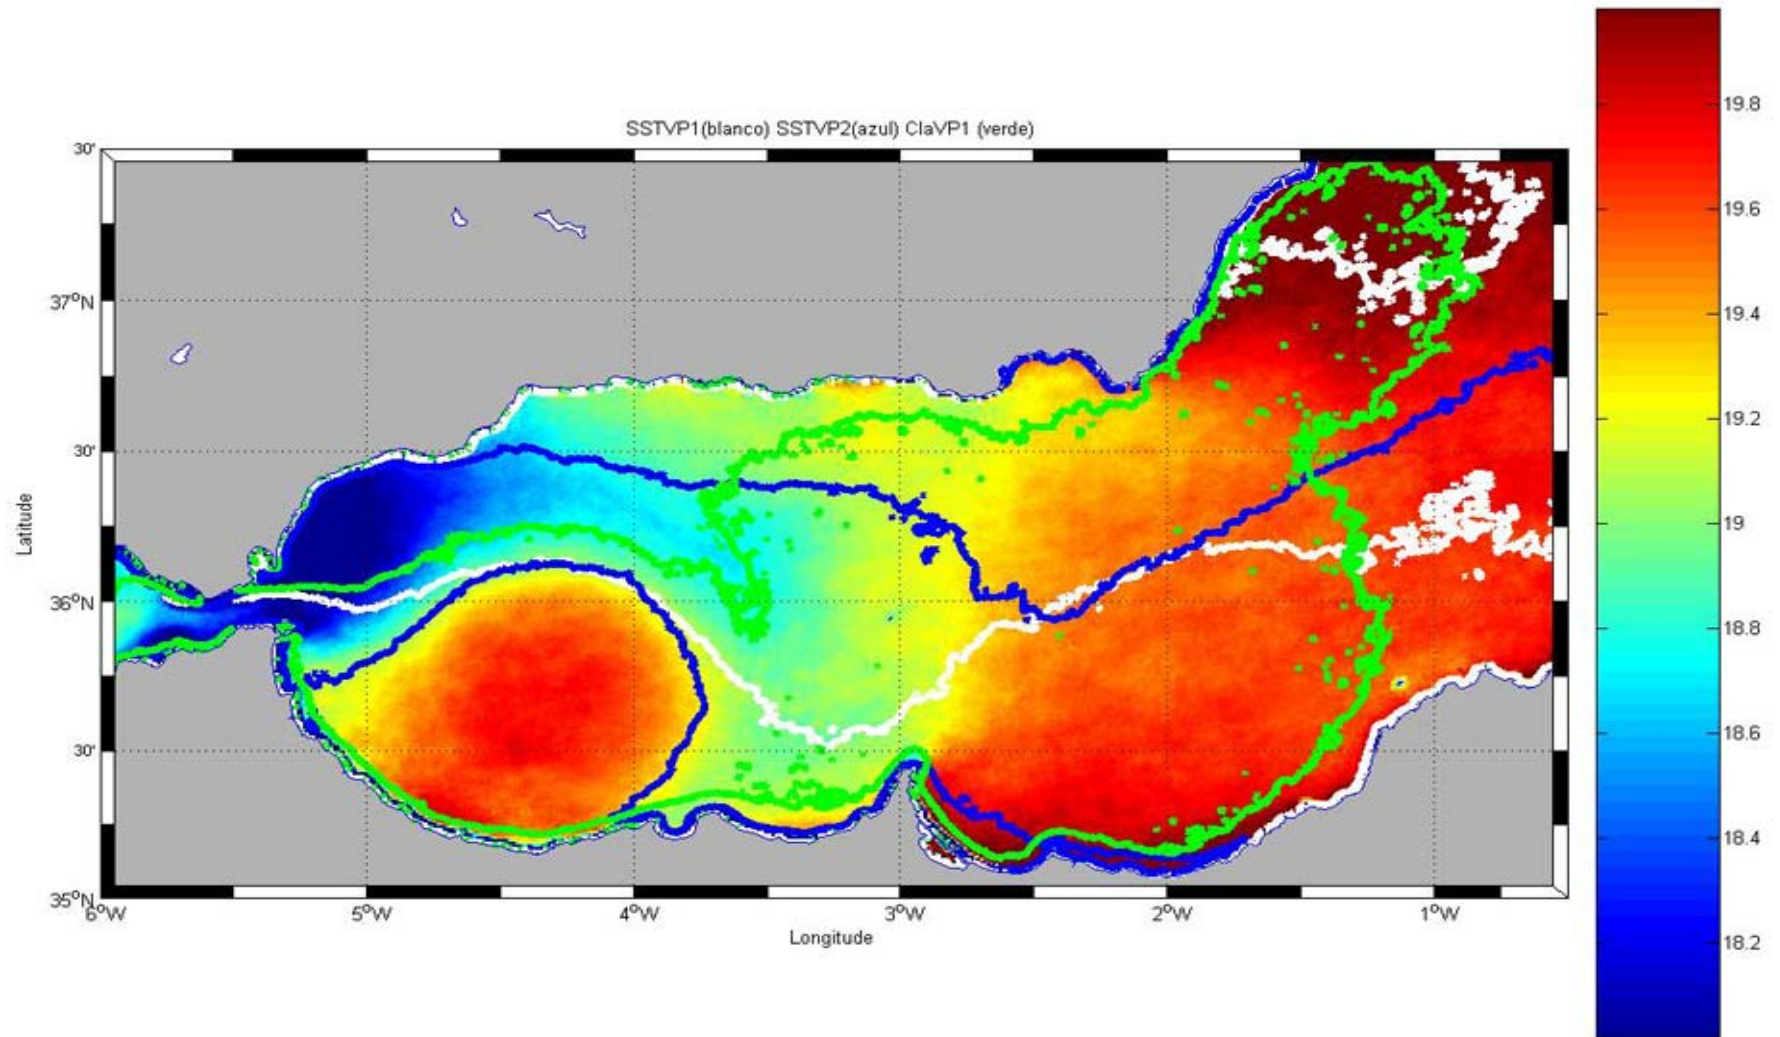 SSTVP1(blanco) SSTVP2(azul) ClaVP1 (verde)
30'
37°N
30'
36°N
30'
35°N
Latitude
6°W 5°W 4°W 3°W 2°W 1°W
Longitude
19.8
19.6
19.4
19.2
19
18.8
18.6
18.4
18.2